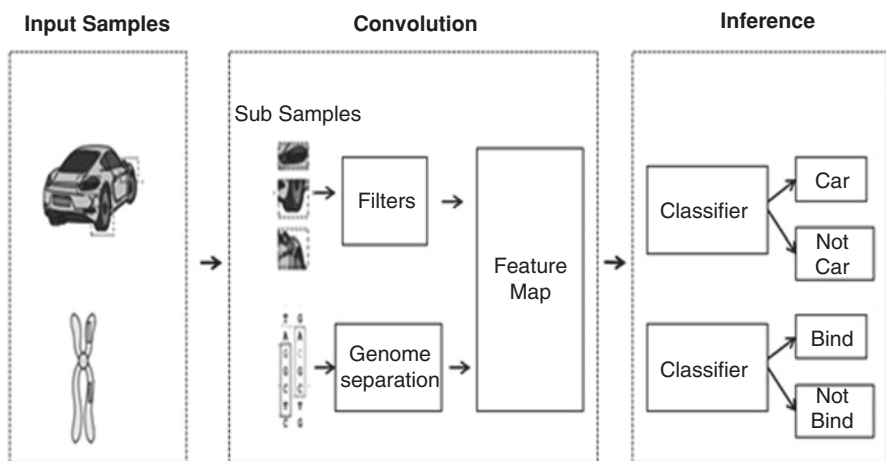 Input Samples
Convolution
Inference
Sub Samples
Filters
Feature
Map
Classifier
Car
Not
Car
T G
A A
G C
G G
C C
T T
C G
Genome
separation
Classifier
Bind
Not
Bind